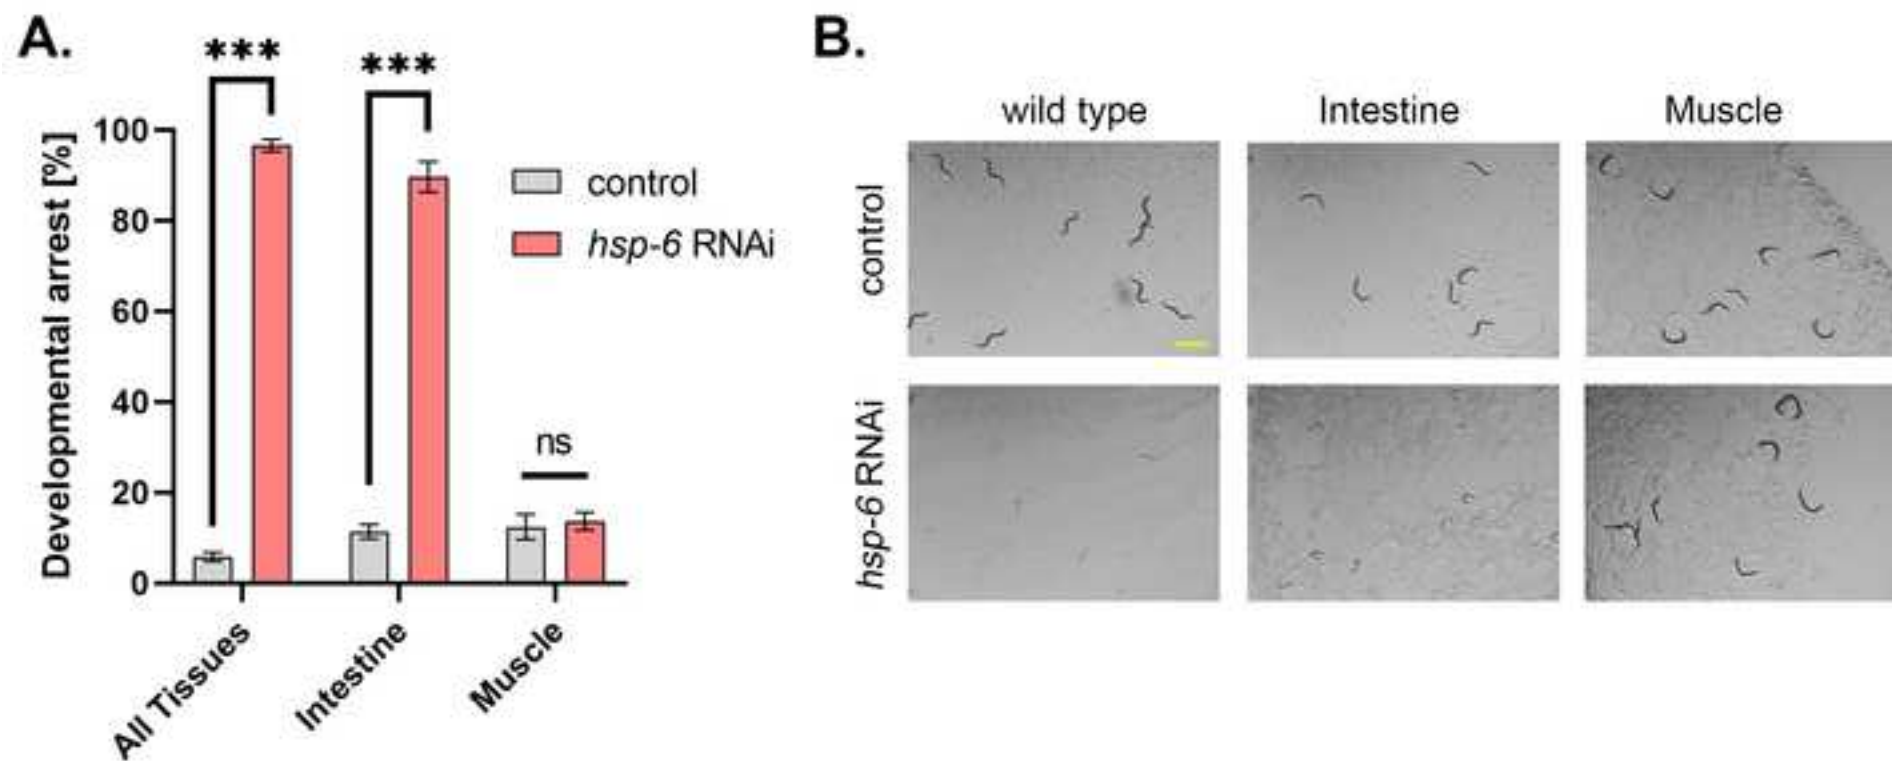 A.
***
***
Developmental arrest [%]
100
80
60
40
20
0
ns
control
hsp-6 RNAi
All Tissues
Intestine
Muscle
B.
wild type
Intestine
Muscle
control
hsp-6 RNAi